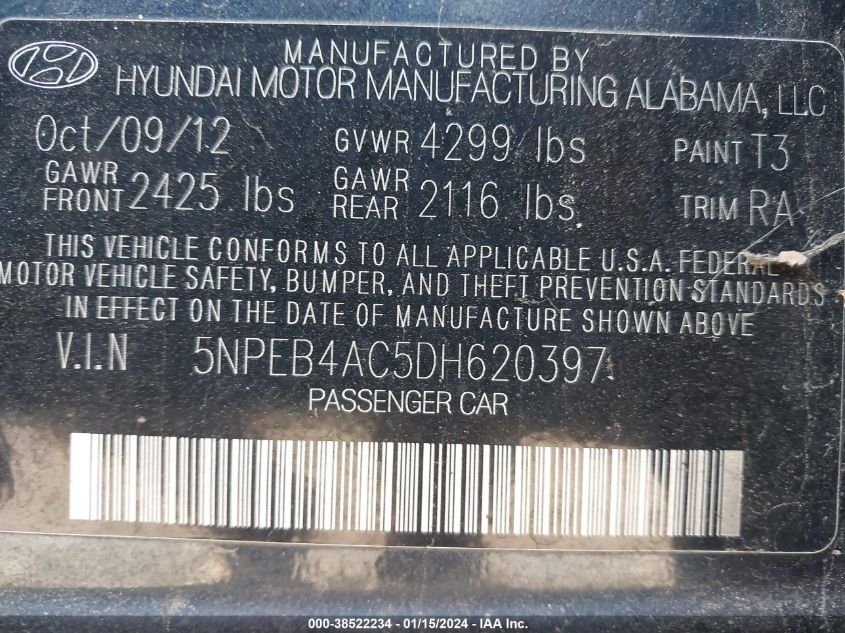 MANUFACTURED BY
HYUNDAI MOTOR MANUFACTURING ALABAMA, LLC
Oct/09/12 GVWR 4299 lbs PAINT T3
GAWR FRONT 2425 lbs GAWR REAR 2116 lbs TRIM RA
THIS VEHICLE CONFORMS TO ALL APPLICABLE U.S.A. FEDERAL
MOTOR VEHICLE SAFETY, BUMPER, AND THEFT PREVENTION STANDARDS
IN EFFECT ON THE DATE OF MANUFACTURE SHOWN ABOVE
V.I.N 5NPEB4AC5DH620397
PASSENGER CAR
000-38522234 - 01/15/2024 - IAA Inc.